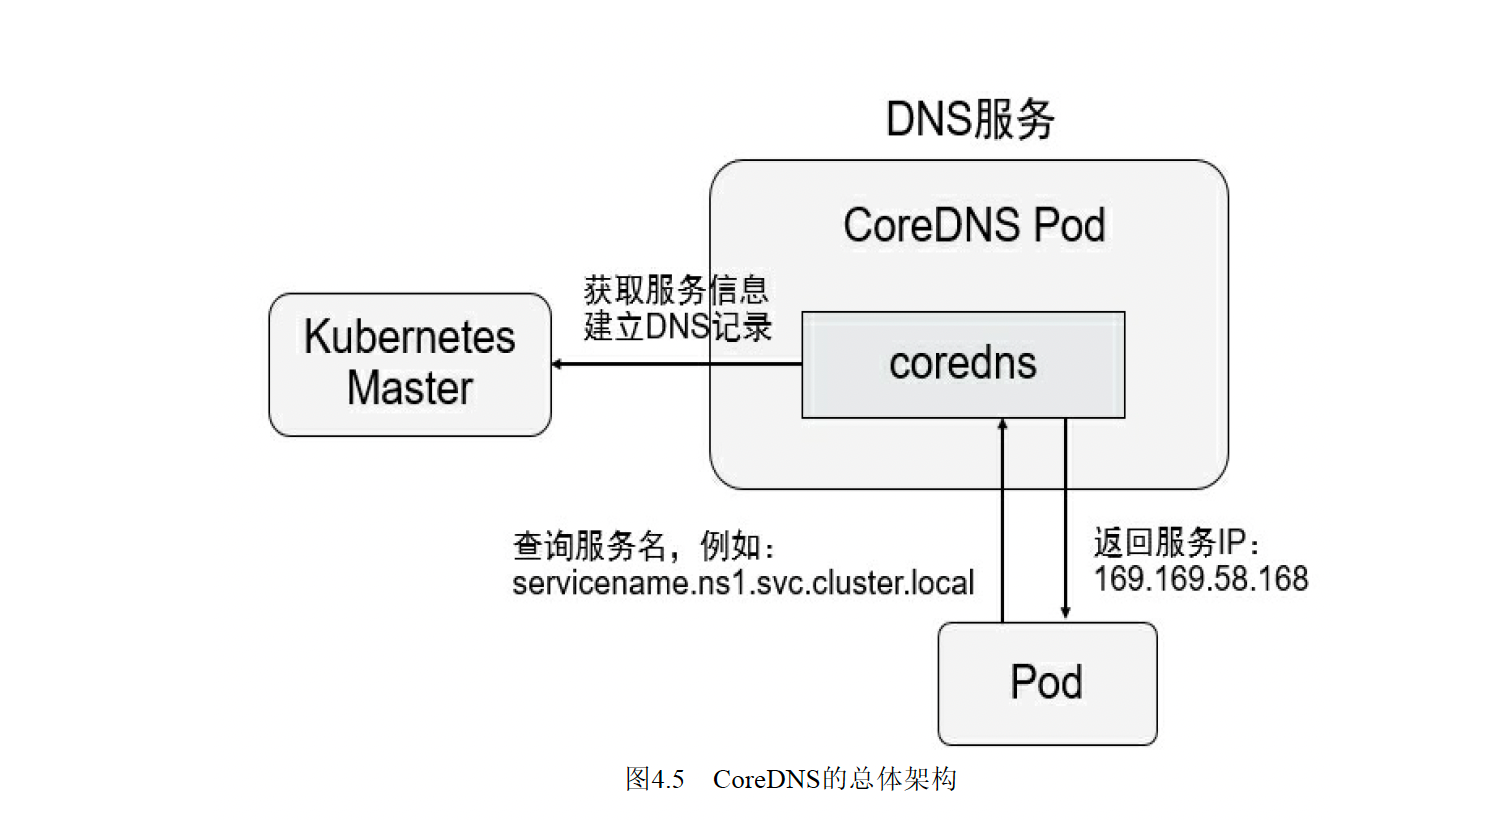 DNS服务
CoreDNS Pod
获取服务信息
建立DNS记录
Kubernetes
Master
coredns
查询服务名，例如：
servicename.ns1.svc.cluster.local
返回服务IP：
169.169.58.168
Pod
图4.5 CoreDNS的总体架构